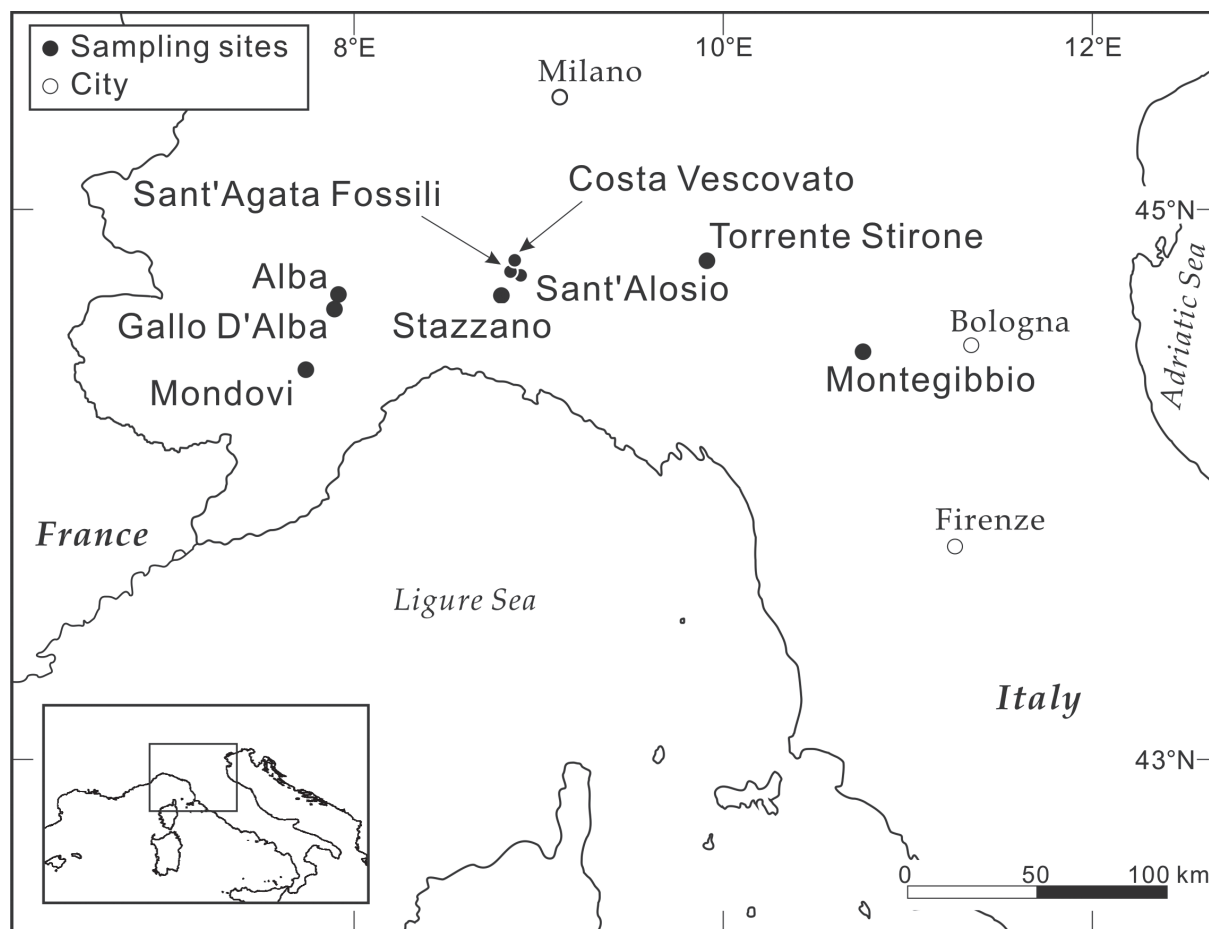 Sampling sites
City
8°E
10°E
12°E
Milano
Costa Vescovato
Sant'Agata Fossili
45°N
Torrente Stirone
Alba
Sant'Alosio
Gallo D'Alba
Stazzano
Bologna
Adriatic Sea
Montegibbio
Mondovi
Firenze
France
Ligure Sea
Italy
43°N
0 50 100 km